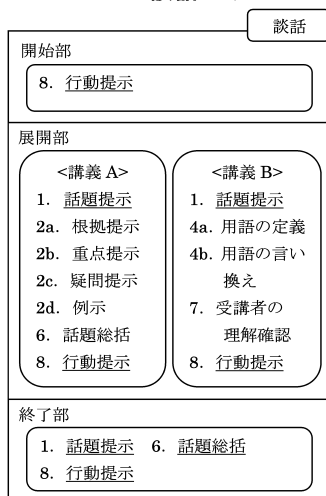 談話
開始部
8. 行動提示
展開部
<講義 A>
1. 話題提示
2a. 根拠提示
2b. 重点提示
2c. 疑問提示
2d. 例示
6. 話題総括
8. 行動提示
<講義 B>
1. 話題提示
4a. 用語の定義
4b. 用語の言い
換え
7. 受講者の
理解確認
8. 行動提示
終了部
1. 話題提示 6. 話題総括
8. 行動提示